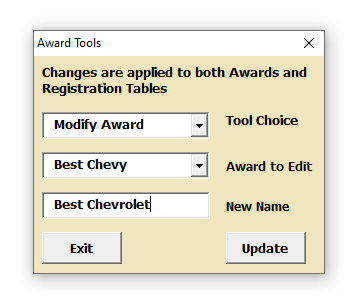 Award Tools
Changes are applied to both Awards and
Registration Tables
Modify Award Tool Choice
Best Chevy Award to Edit
Best Chevrolet New Name
Exit Update